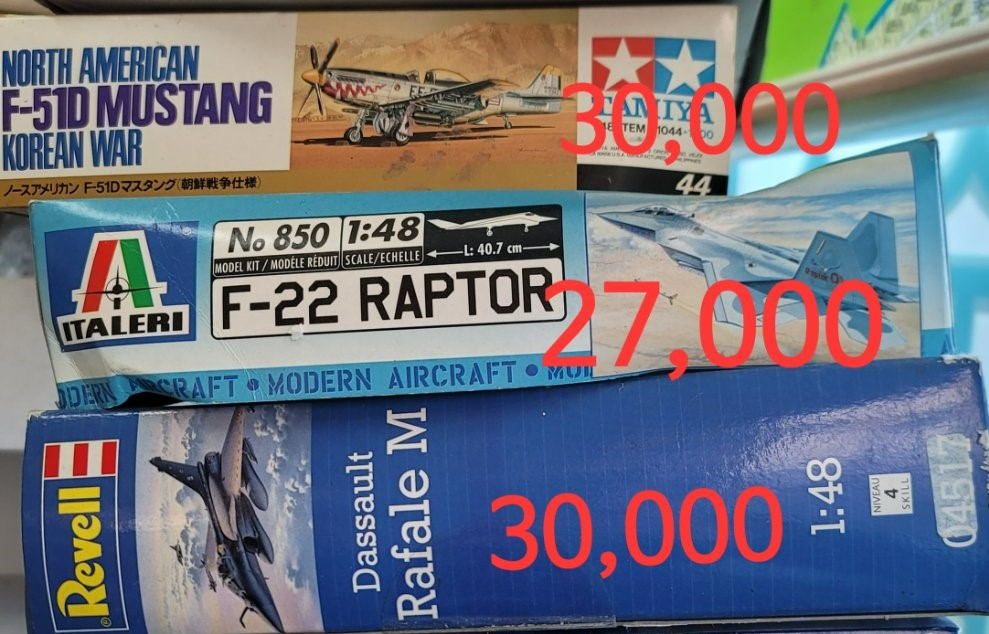 NORTH AMERICAN
F-51D MUSTANG
KOREAN WAR
ノースアメリカン F-51Dマスタング(朝鮮戦争仕様)
TAMIYA
30,000
44
ITALERI
No 850
MODEL KIT / MODÈLE RÉDUIT
1:48
SCALE/ECHELLE
L: 40.7 cm
F-22 RAPTOR
27,000
MODERN AIRCRAFT • MODERN AIRCRAFT •
Revell
Dassault
Rafale M
30,000
1:48
NIVEAU
4
SKILL
04517